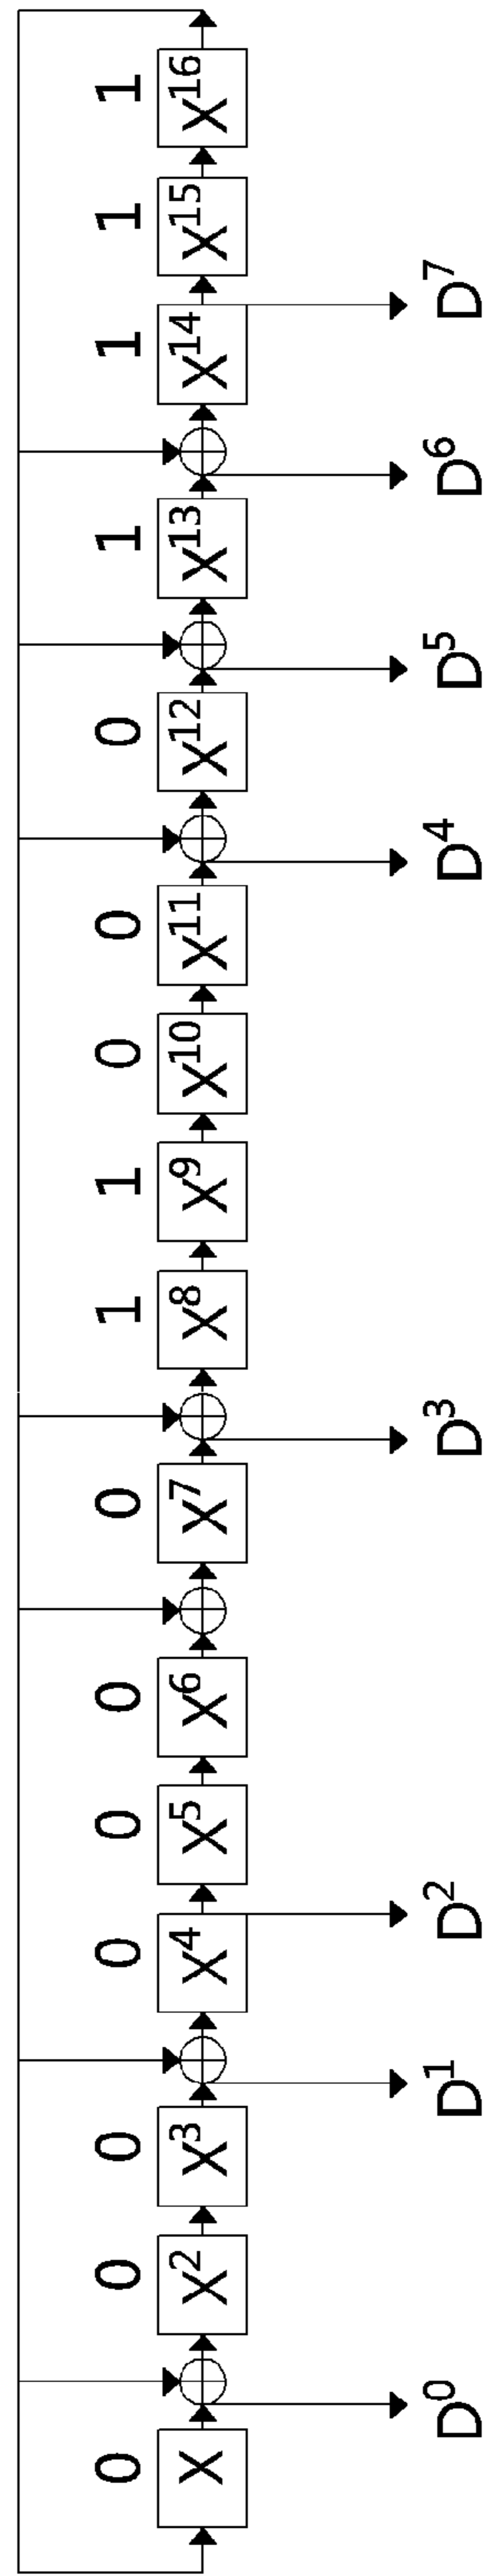 0 0 0 0 0 0 0 1 1 0 0 0 1 1 1 1
X X² X³ X⁴ X⁵ X⁶ X⁷ X⁸ X⁹ X¹⁰ X¹¹ X¹² X¹³ X¹⁴ X¹⁵ X¹⁶
D⁰ D¹ D² D³ D⁴ D⁵ D⁶ D⁷